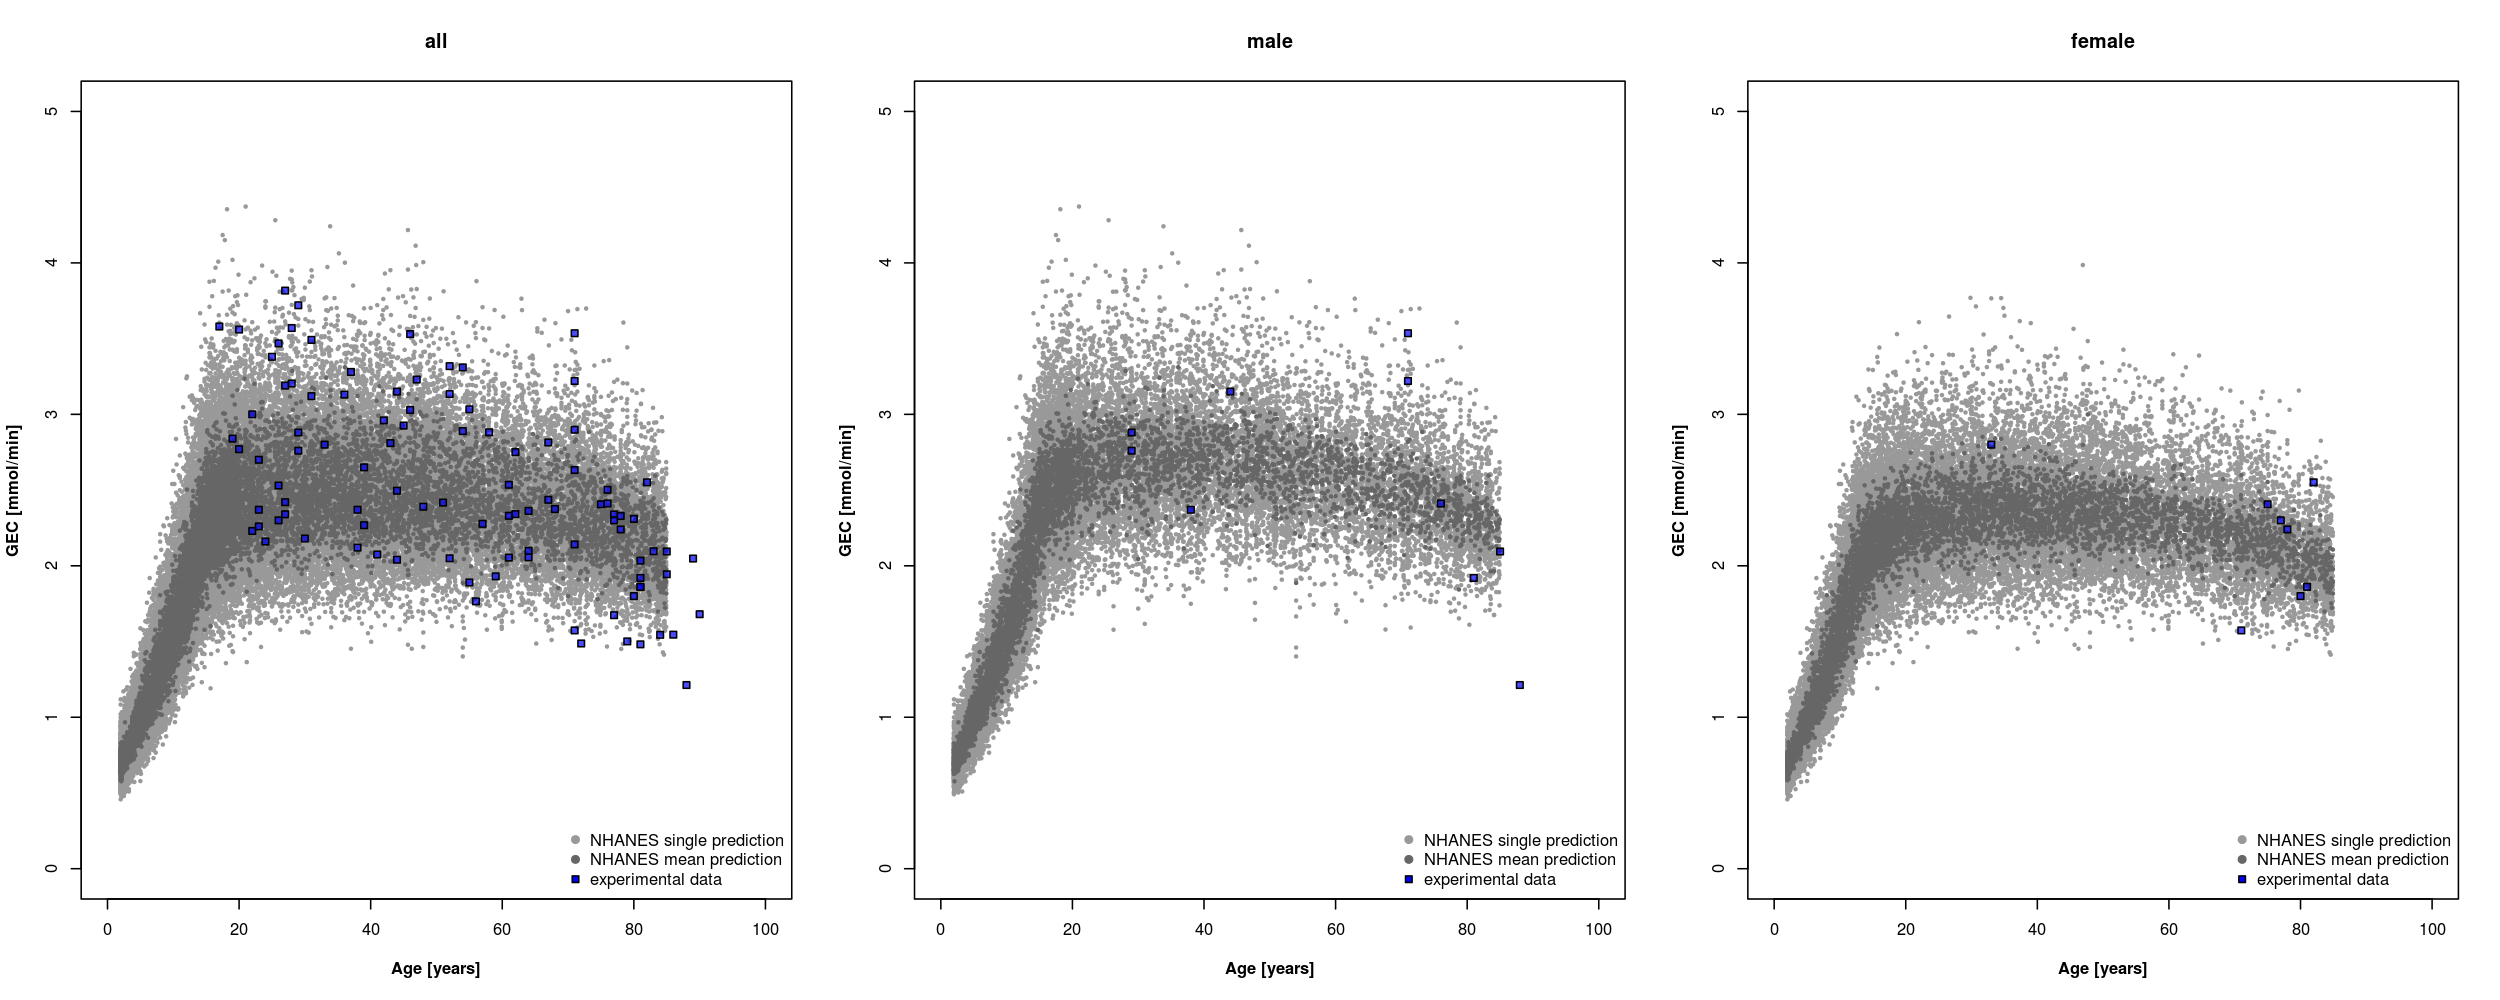 all
GEC [mmol/min]
5
4
3
2
1
0
NHANES single prediction
NHANES mean prediction
experimental data
0 20 40 60 80 100
Age [years]
male
GEC [mmol/min]
5
4
3
2
1
0
NHANES single prediction
NHANES mean prediction
experimental data
0 20 40 60 80 100
Age [years]
female
GEC [mmol/min]
5
4
3
2
1
0
NHANES single prediction
NHANES mean prediction
experimental data
0 20 40 60 80 100
Age [years]